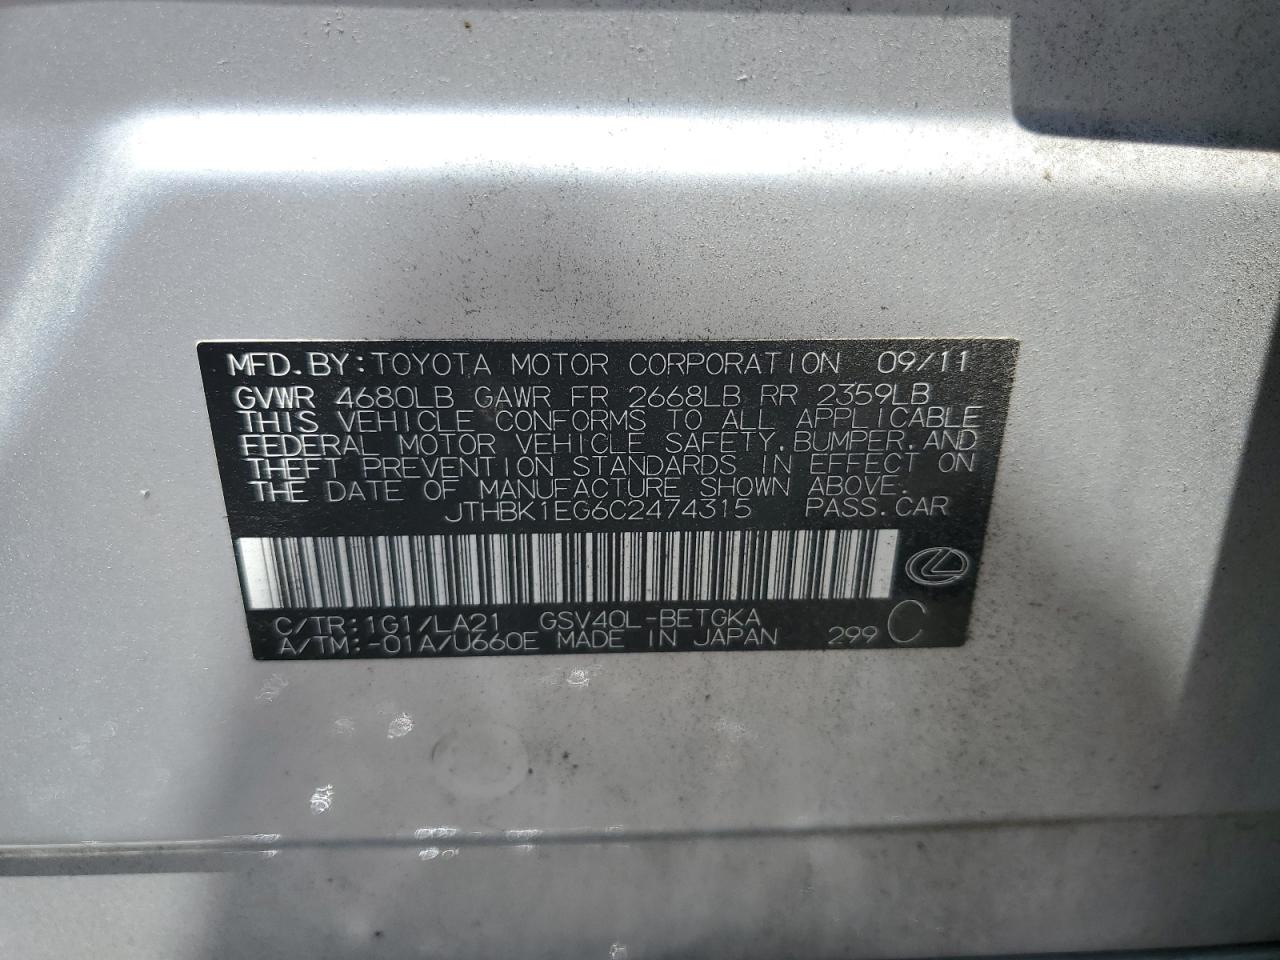 MFD. BY: TOYOTA MOTOR CORPORATION 09/11
GVWR 4680LB GAWR FR 2668LB RR 2359LB
THIS VEHICLE CONFORMS TO ALL APPLICABLE
FEDERAL MOTOR VEHICLE SAFETY, BUMPER, AND
THEFT PREVENTION STANDARDS IN EFFECT ON
THE DATE OF MANUFACTURE SHOWN ABOVE.
JTHBK1EG6C2474315 PASS. CAR
C/TR: 1G1/LA21 GSV40L-BETGKA
A/TM: -01A/U660E MADE IN JAPAN 299 C